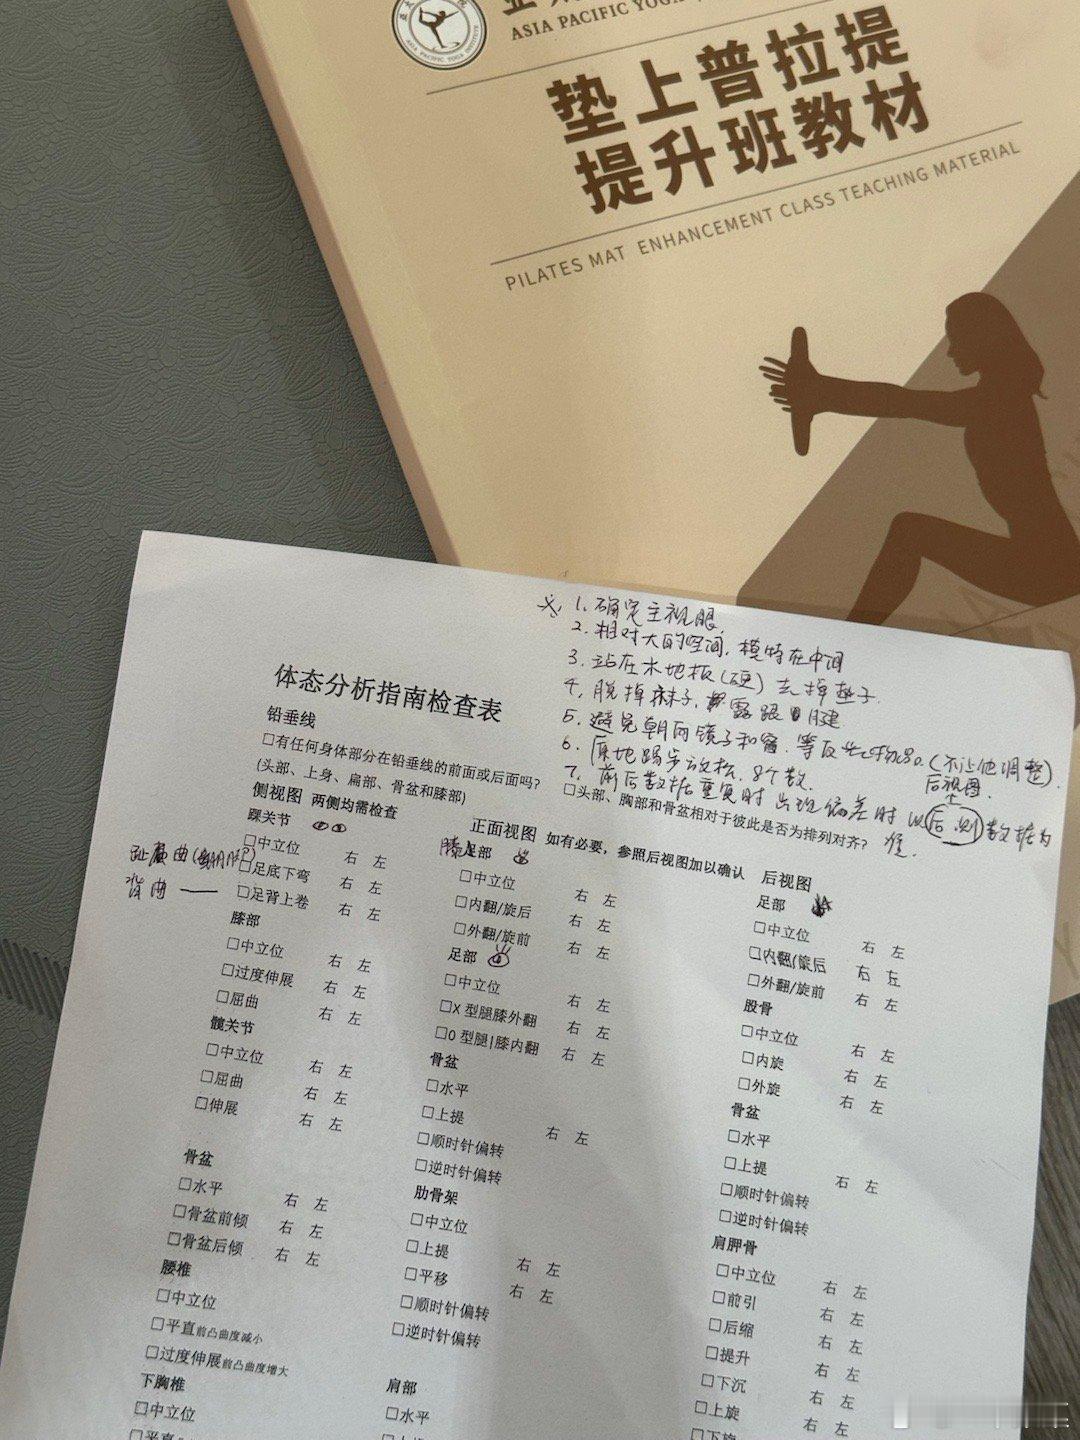 ASIA PACIFIC YOGA
垫上普拉提
提升班教材
PILATES MAT ENHANCEMENT CLASS TEACHING MATERIAL
1. 确定主视眼
2. 相对大的空间, 模特在中间
3. 站在木地板(硬) 去掉垫子
4. 脱掉袜子, 露跟腱
5. 避免朝向镜子和窗. 等反光物品。(不让他调整)
6. 原地踢步放松. 8个数.
7. 前后数据重复时 出现偏差时 以后测数据为准.
后视图
体态分析指南检查表
铅垂线
□有任何身体部分在铅垂线的前面或后面吗?
(头部、上身、肩部、骨盆和膝部)
□头部、胸部和骨盆相对于彼此是否为排列对齐?
侧视图 两侧均需检查
踝关节 ①③
□中立位 右 左
□足底下弯 右 左
□足背上卷 右 左
背曲
膝部
□中立位 右 左
□过度伸展 右 左
□屈曲 右 左
髋关节
□中立位 右 左
□屈曲 右 左
□伸展 右 左
骨盆
□水平 右 左
□骨盆前倾 右 左
□骨盆后倾 右 左
腰椎
□中立位
□平直前凸曲度减小
□过度伸展前凸曲度增大
下胸椎
□中立位
□平直
正面视图 如有必要，参照后视图加以确认
膝足部
□中立位 右 左
□内翻/旋后 右 左
□外翻/旋前 右 左
足部
□中立位 右 左
□X 型腿膝外翻 右 左
□O 型腿|膝内翻 右 左
骨盆
□水平
□上提 右 左
□顺时针偏转
□逆时针偏转
肋骨架
□中立位
□上提 右 左
□平移 右 左
□顺时针偏转
□逆时针偏转
肩部
□水平
后视图
足部
□中立位 右 左
□内翻/旋后 右 左
□外翻/旋前 右 左
股骨
□中立位 右 左
□内旋 右 左
□外旋 右 左
骨盆
□水平
□上提 右 左
□顺时针偏转
□逆时针偏转
肩胛骨
□中立位 右 左
□前引 右 左
□后缩 右 左
□提升 右 左
□下沉 右 左
□上旋 右 左
□下旋